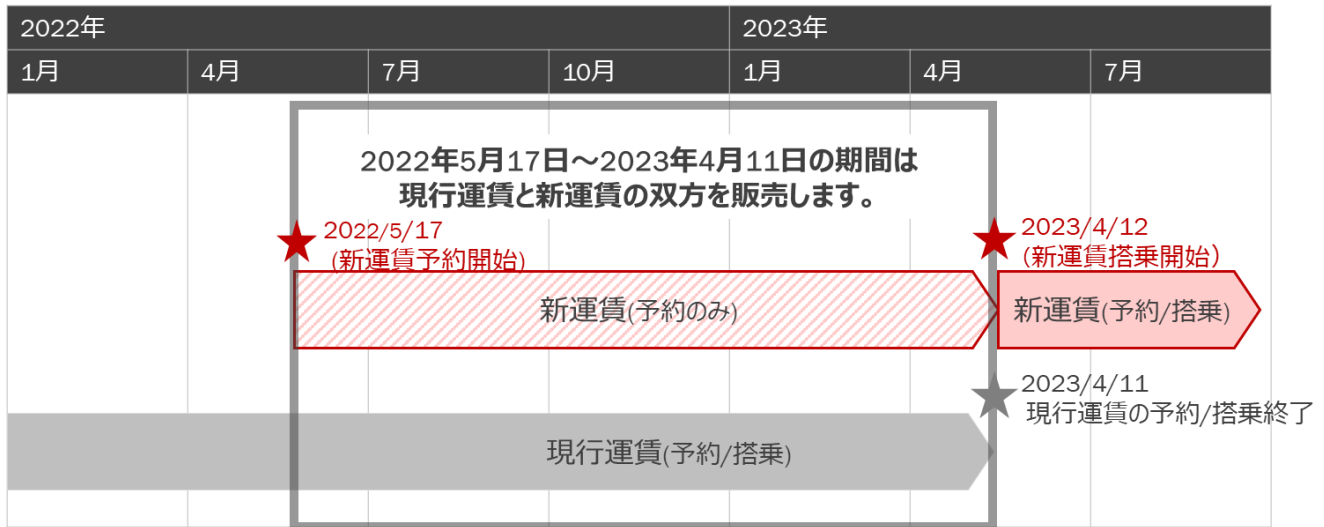 2022年
2023年
1月
4月
7月
10月
1月
4月
7月
2022年5月17日～2023年4月11日の期間は
現行運賃と新運賃の双方を販売します。
2022/5/17
(新運賃予約開始)
2023/4/12
(新運賃搭乗開始)
新運賃(予約のみ)
新運賃(予約/搭乗)
2023/4/11
現行運賃の予約/搭乗終了
現行運賃(予約/搭乗)